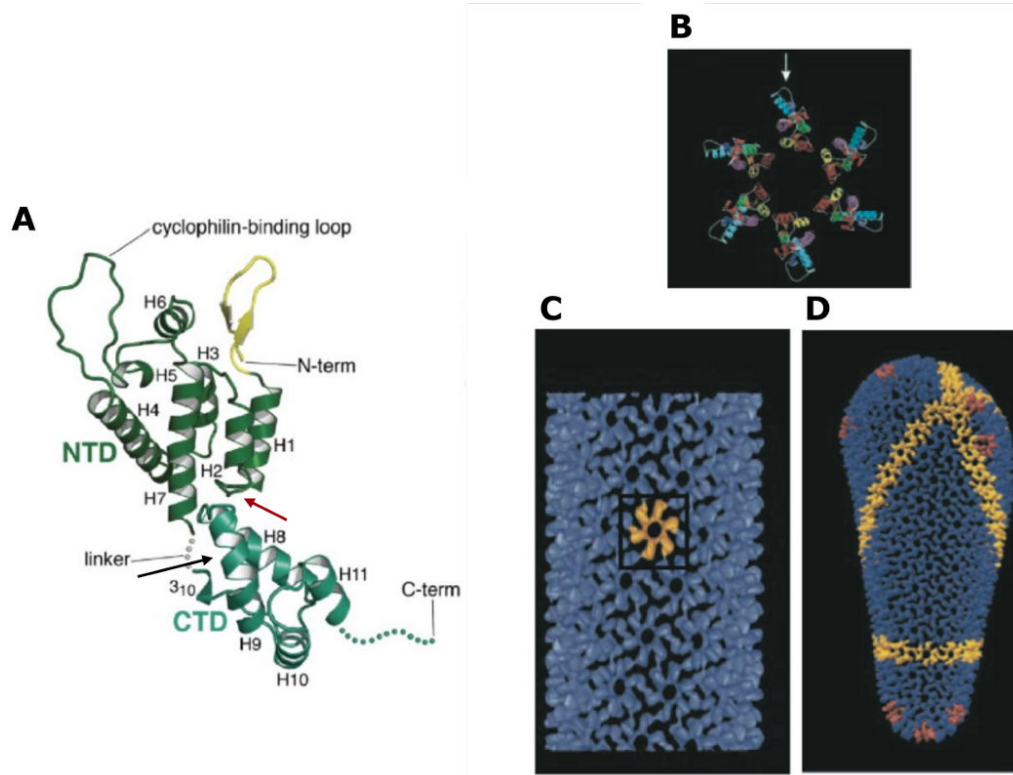 A
cyclophilin-binding loop
H6
H3
N-term
H5
H4
H1
NTD
H2
H7
H8
linker
H11
3₁₀
C-term
CTD
H9
H10
B
C
D